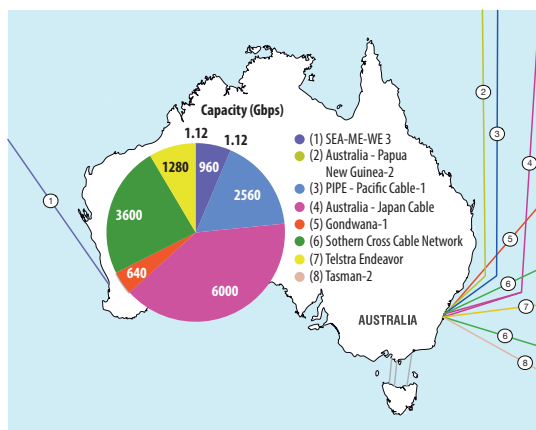 Capacity (Gbps)
1.12
1.12
1280
960
2560
3600
640
6000
(1) SEA-ME-WE 3
(2) Australia - Papua
New Guinea-2
(3) PIPE - Pacific Cable-1
(4) Australia - Japan Cable
(5) Gondwana-1
(6) Sothern Cross Cable Network
(7) Telstra Endeavor
(8) Tasman-2
AUSTRALIA
1
2
3
4
5
6
7
6
8